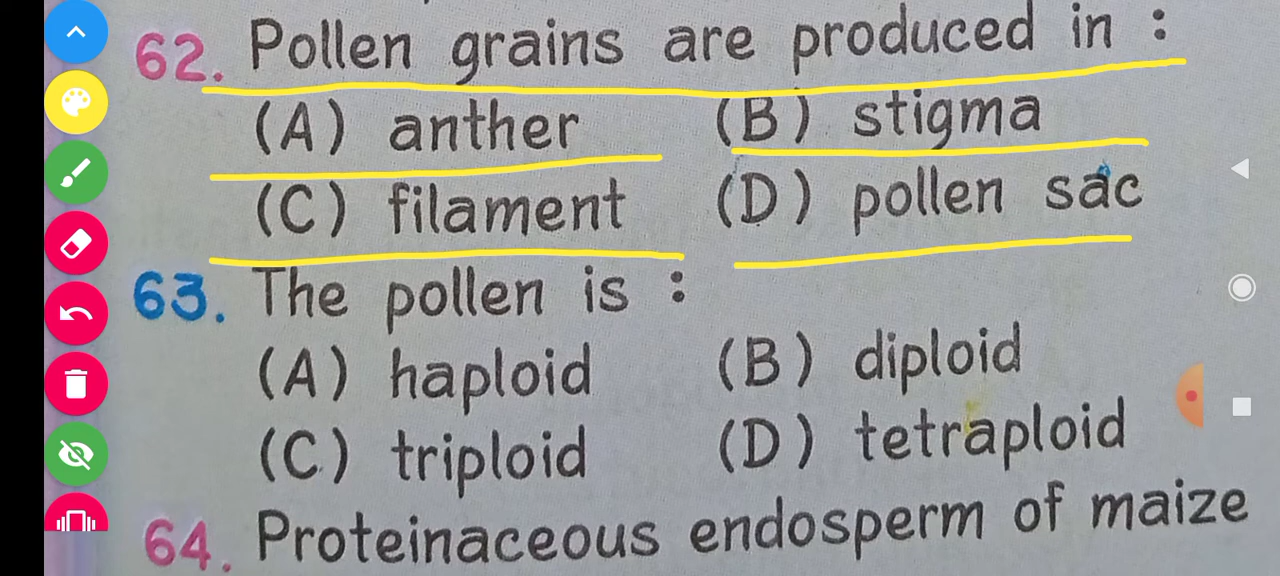 62. Pollen grains are produced in :
(A) anther (B) stigma
(C) filament (D) pollen sac
63. The pollen is :
(A) haploid (B) diploid
(C) triploid (D) tetraploid
64. Proteinaceous endosperm of maize